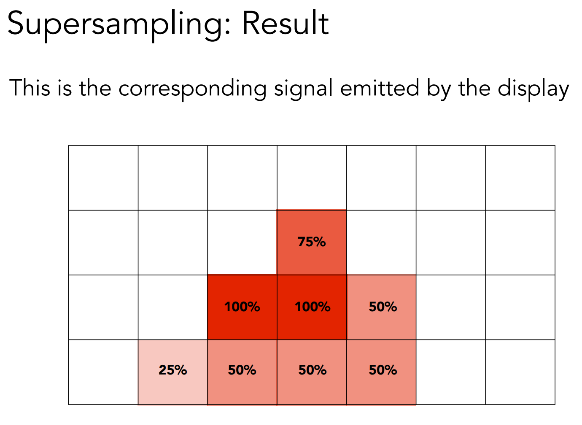 Supersampling: Result
This is the corresponding signal emitted by the display
75%
100% 100% 50%
25% 50% 50% 50%